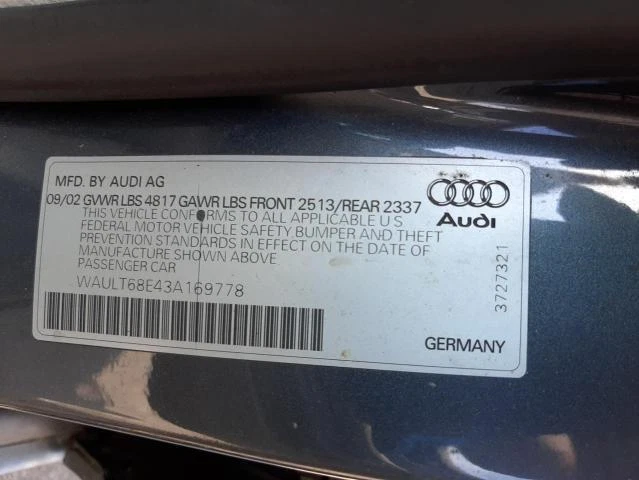 MFD. BY AUDI AG
09/02 GVWR LBS 4817 GAWR LBS FRONT 2513/REAR 2337
THIS VEHICLE CONFORMS TO ALL APPLICABLE U S
FEDERAL MOTOR VEHICLE SAFETY BUMPER AND THEFT
PREVENTION STANDARDS IN EFFECT ON THE DATE OF
MANUFACTURE SHOWN ABOVE
PASSENGER CAR
WAULT68E43A169778
Audi
3727321
GERMANY